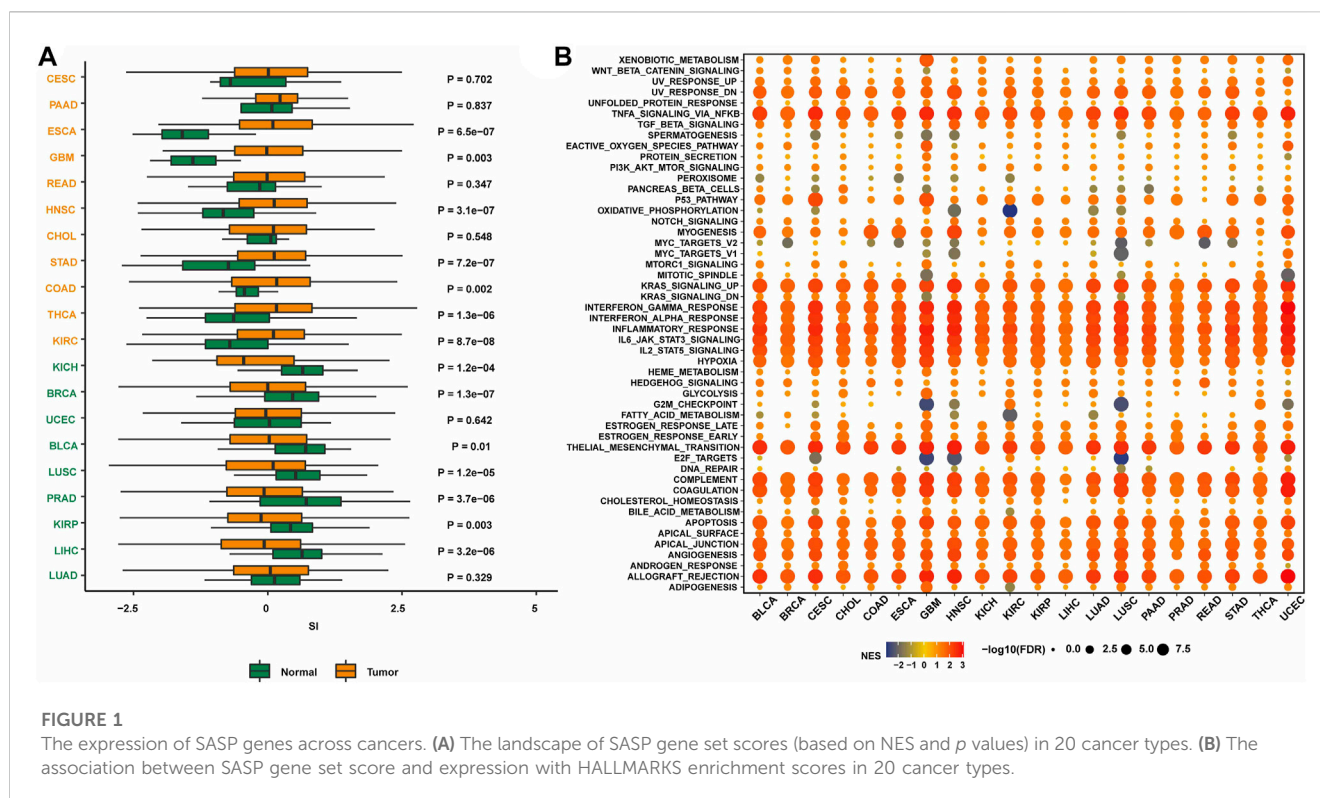 A
CESC P = 0.702
PAAD P = 0.837
ESCA P = 6.5e-07
GBM P = 0.003
READ P = 0.347
HNSC P = 3.1e-07
CHOL P = 0.548
STAD P = 7.2e-07
COAD P = 0.002
THCA P = 1.3e-06
KIRC P = 8.7e-08
KICH P = 1.2e-04
BRCA P = 1.3e-07
UCEC P = 0.642
BLCA P = 0.01
LUSC P = 1.2e-05
PRAD P = 3.7e-06
KIRP P = 0.003
LIHC P = 3.2e-06
LUAD P = 0.329
−2.5 0 2.5 5
SI
Normal Tumor
B
XENOBIOTIC_METABOLISM
WNT_BETA_CATENIN_SIGNALING
UV_RESPONSE_UP
UV_RESPONSE_DN
UNFOLDED_PROTEIN_RESPONSE
TNFA_SIGNALING_VIA_NFKB
TGF_BETA_SIGNALING
SPERMATOGENESIS
EACTIVE_OXYGEN_SPECIES_PATHWAY
PROTEIN_SECRETION
PI3K_AKT_MTOR_SIGNALING
PEROXISOME
PANCREAS_BETA_CELLS
P53_PATHWAY
OXIDATIVE_PHOSPHORYLATION
NOTCH_SIGNALING
MYOGENESIS
MYC_TARGETS_V2
MYC_TARGETS_V1
MTORC1_SIGNALING
MITOTIC_SPINDLE
KRAS_SIGNALING_UP
KRAS_SIGNALING_DN
INTERFERON_GAMMA_RESPONSE
INTERFERON_ALPHA_RESPONSE
INFLAMMATORY_RESPONSE
IL6_JAK_STAT3_SIGNALING
IL2_STAT5_SIGNALING
HYPOXIA
HEME_METABOLISM
HEDGEHOG_SIGNALING
GLYCOLYSIS
G2M_CHECKPOINT
FATTY_ACID_METABOLISM
ESTROGEN_RESPONSE_LATE
ESTROGEN_RESPONSE_EARLY
THELIAL_MESENCHYMAL_TRANSITION
E2F_TARGETS
DNA_REPAIR
COMPLEMENT
COAGULATION
CHOLESTEROL_HOMEOSTASIS
BILE_ACID_METABOLISM
APOPTOSIS
APICAL_SURFACE
APICAL_JUNCTION
ANGIOGENESIS
ANDROGEN_RESPONSE
ALLOGRAFT_REJECTION
ADIPOGENESIS
BLCA BRCA CESC CHOL COAD ESCA GBM HNSC KICH KIRC KIRP LIHC LUAD LUSC PAAD PRAD READ STAD THCA UCEC
NES −2 −1 0 1 2 3 −log10(FDR) 0.0 2.5 5.0 7.5
FIGURE 1
The expression of SASP genes across cancers. (A) The landscape of SASP gene set scores (based on NES and p values) in 20 cancer types. (B) The
association between SASP gene set score and expression with HALLMARKS enrichment scores in 20 cancer types.